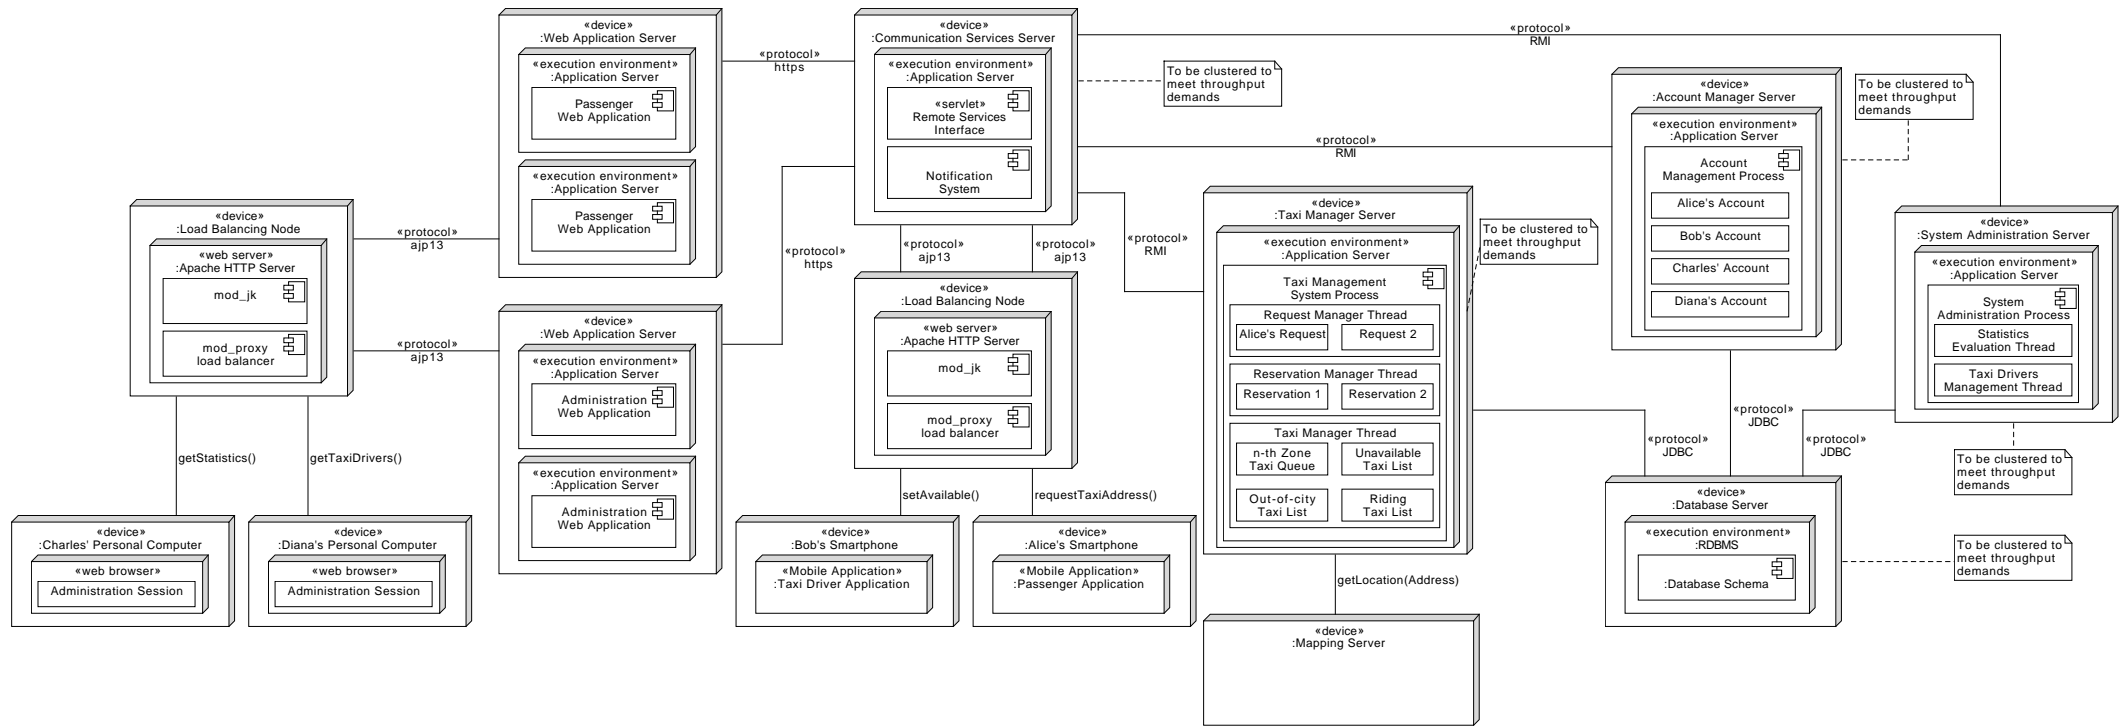 «device»
:Load Balancing Node
«web server»
:Apache HTTP Server
mod_jk
mod_proxy
load balancer
getStatistics()
getTaxiDrivers()
«device»
:Charles' Personal Computer
«web browser»
Administration Session
«device»
:Diana's Personal Computer
«web browser»
Administration Session
«protocol»
ajp13
«protocol»
ajp13
«device»
:Web Application Server
«execution environment»
:Application Server
Passenger
Web Application
«execution environment»
:Application Server
Passenger
Web Application
«device»
:Web Application Server
«execution environment»
:Application Server
Administration
Web Application
«execution environment»
:Application Server
Administration
Web Application
«protocol»
https
«protocol»
https
«device»
:Communication Services Server
«execution environment»
:Application Server
«servlet»
Remote Services
Interface
Notification
System
«protocol»
ajp13
«protocol»
ajp13
«device»
:Load Balancing Node
«web server»
:Apache HTTP Server
mod_jk
mod_proxy
load balancer
setAvailable()
requestTaxiAddress()
«device»
:Bob's Smartphone
«Mobile Application»
:Taxi Driver Application
«device»
:Alice's Smartphone
«Mobile Application»
:Passenger Application
To be clustered to
meet throughput
demands
«protocol»
RMI
«protocol»
RMI
«protocol»
RMI
«device»
:Taxi Manager Server
«execution environment»
:Application Server
Taxi Management
System Process
Request Manager Thread
Alice's Request
Request 2
Reservation Manager Thread
Reservation 1
Reservation 2
Taxi Manager Thread
n-th Zone
Taxi Queue
Unavailable
Taxi List
Out-of-city
Taxi List
Riding
Taxi List
To be clustered to
meet throughput
demands
getLocation(Address)
«device»
:Mapping Server
«device»
:Account Manager Server
«execution environment»
:Application Server
Account
Management Process
Alice's Account
Bob's Account
Charles' Account
Diana's Account
To be clustered to
meet throughput
demands
«device»
:System Administration Server
«execution environment»
:Application Server
System
Administration Process
Statistics
Evaluation Thread
Taxi Drivers
Management Thread
To be clustered to
meet throughput
demands
«protocol»
JDBC
«protocol»
JDBC
«protocol»
JDBC
«device»
:Database Server
«execution environment»
:RDBMS
:Database Schema
To be clustered to
meet throughput
demands